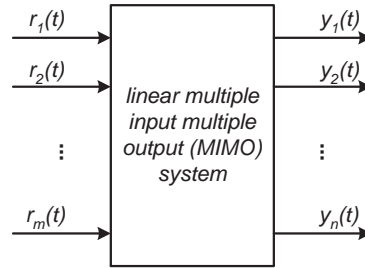 r1(t)
r2(t)
⋮
rm(t)
linear multiple
input multiple
output (MIMO)
system
y1(t)
y2(t)
⋮
yn(t)